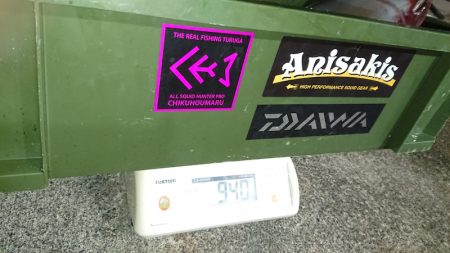 THE REAL FISHING TURUGA
ALL SQUID HUNTER PRO
CHIKUHOUMARU
Anisakis
HIGH PERFORMANCE SQUID GEAR
DAIWA
CUSTOM
940